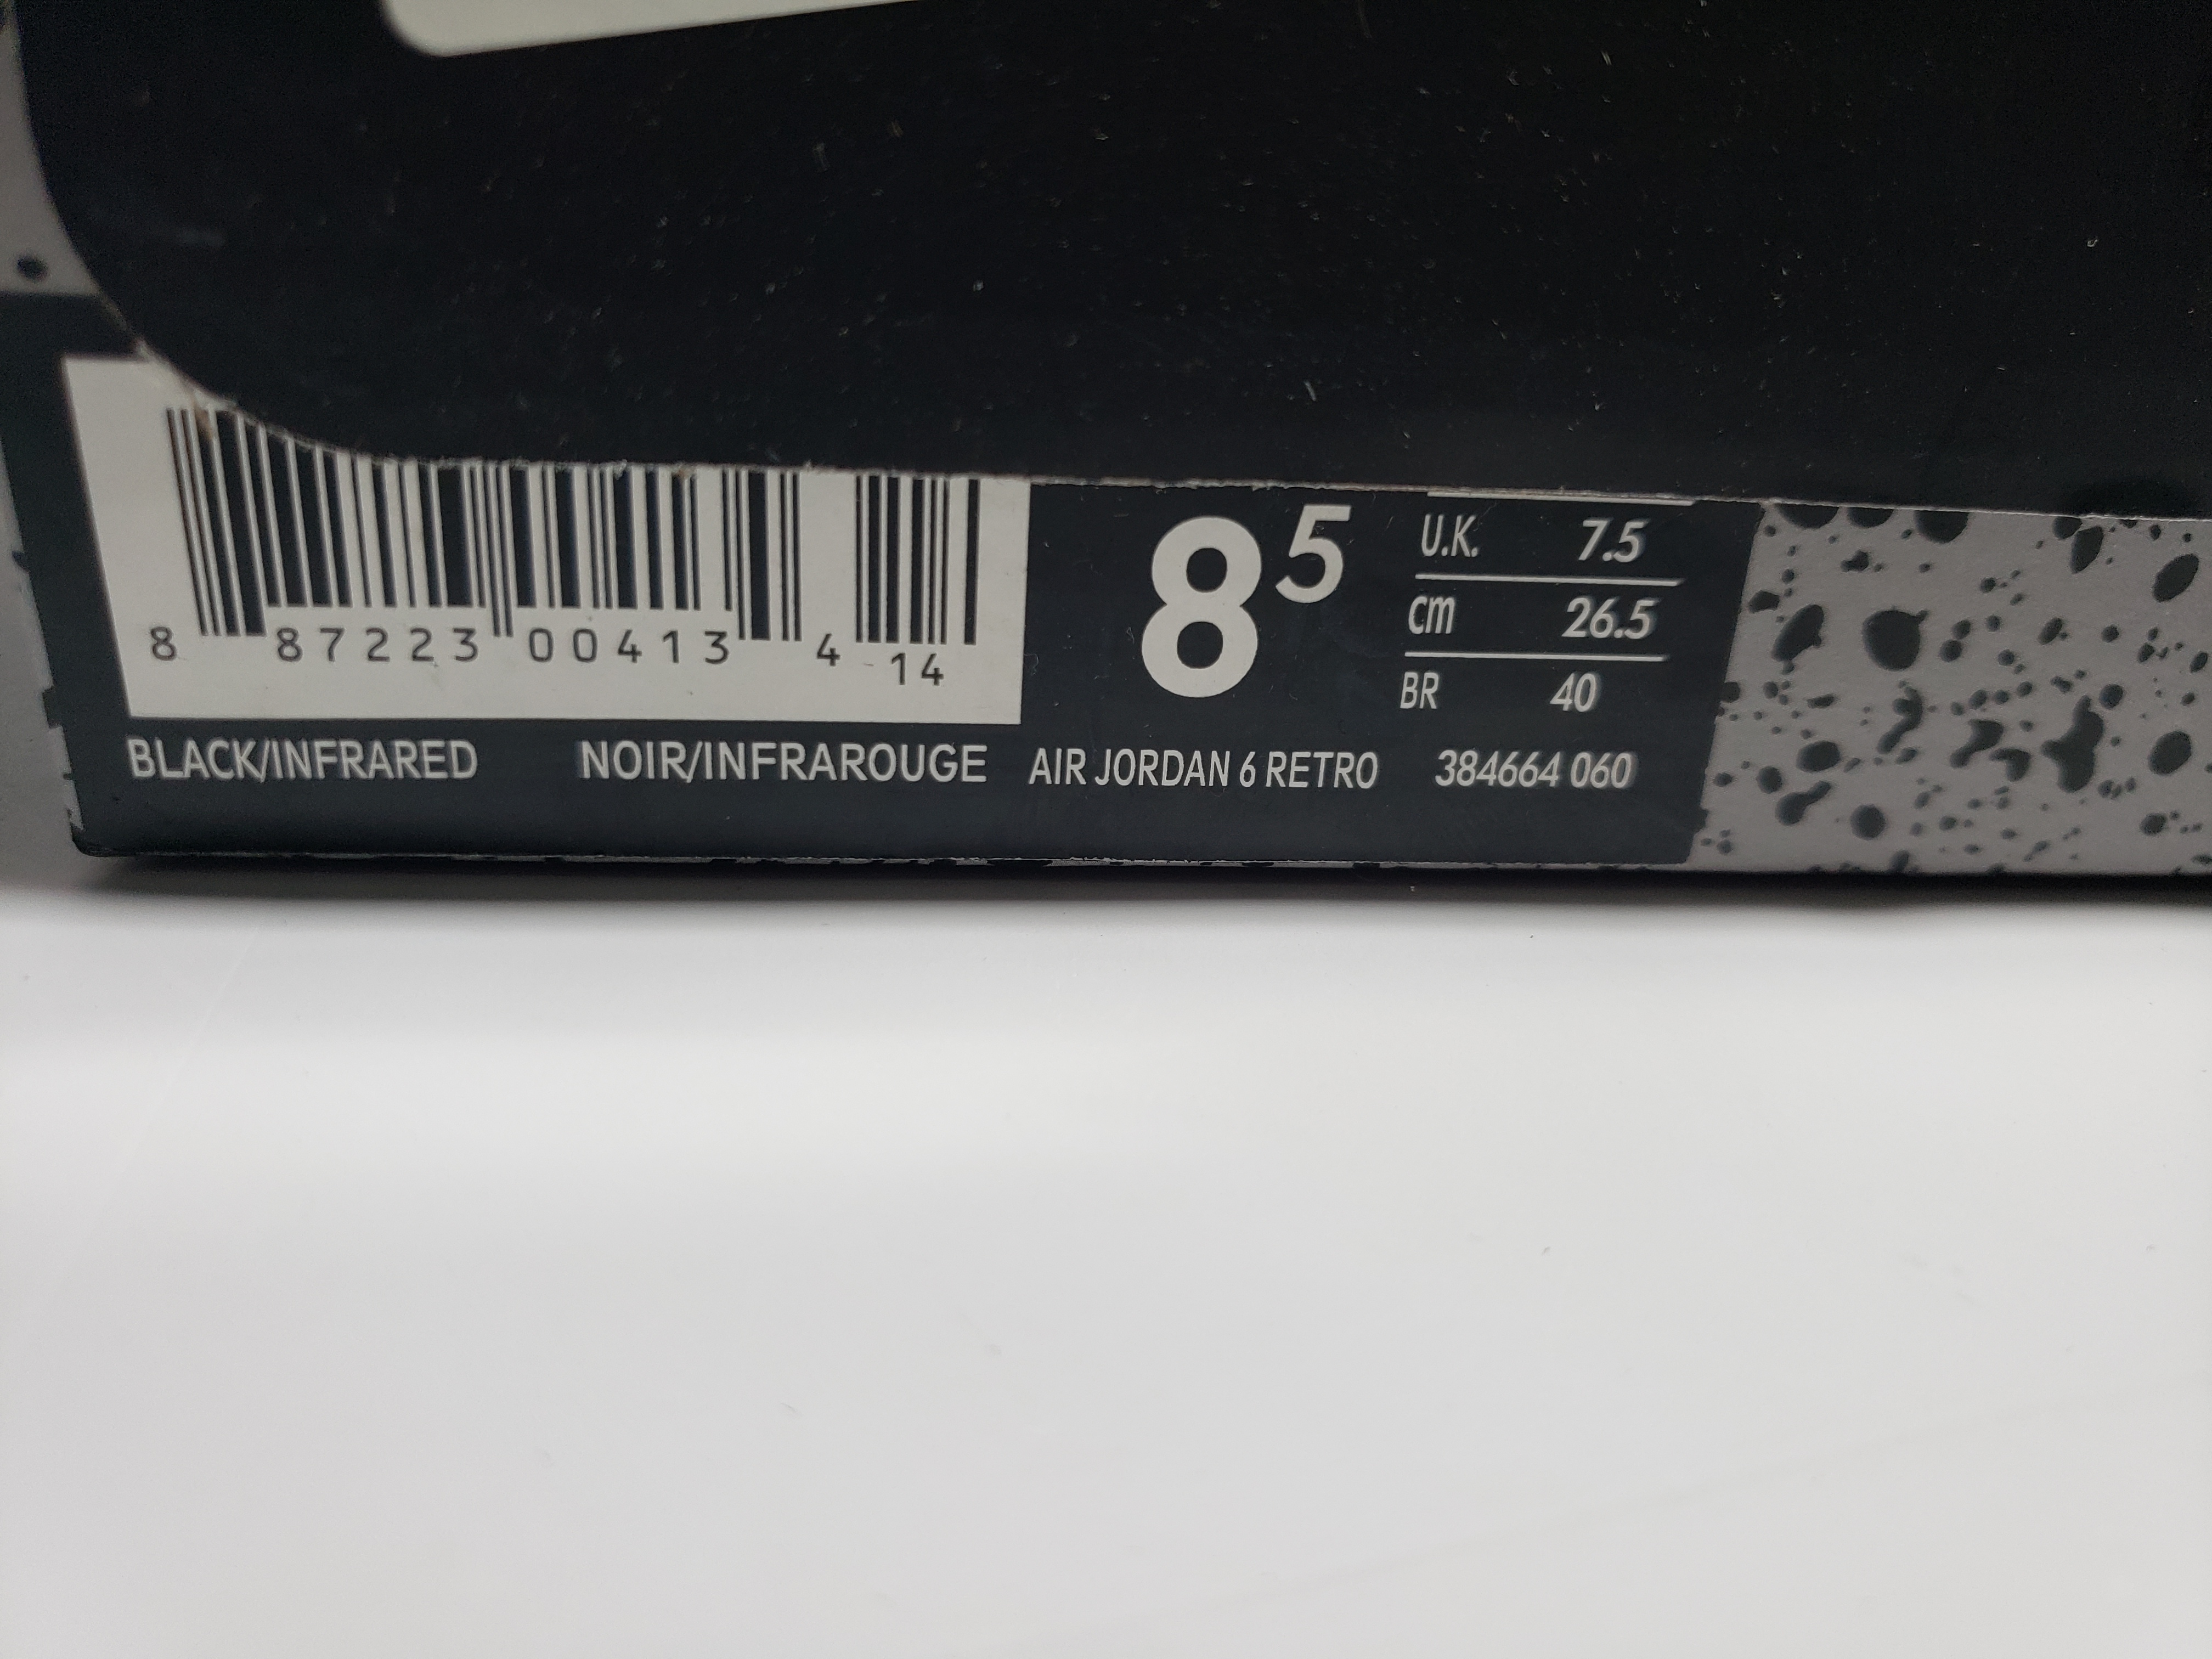 8 87223 00413 4 14
8 5
U.K. 7.5
cm 26.5
BR 40
BLACK/INFRARED NOIR/INFRAROUGE AIR JORDAN 6 RETRO 384664 060